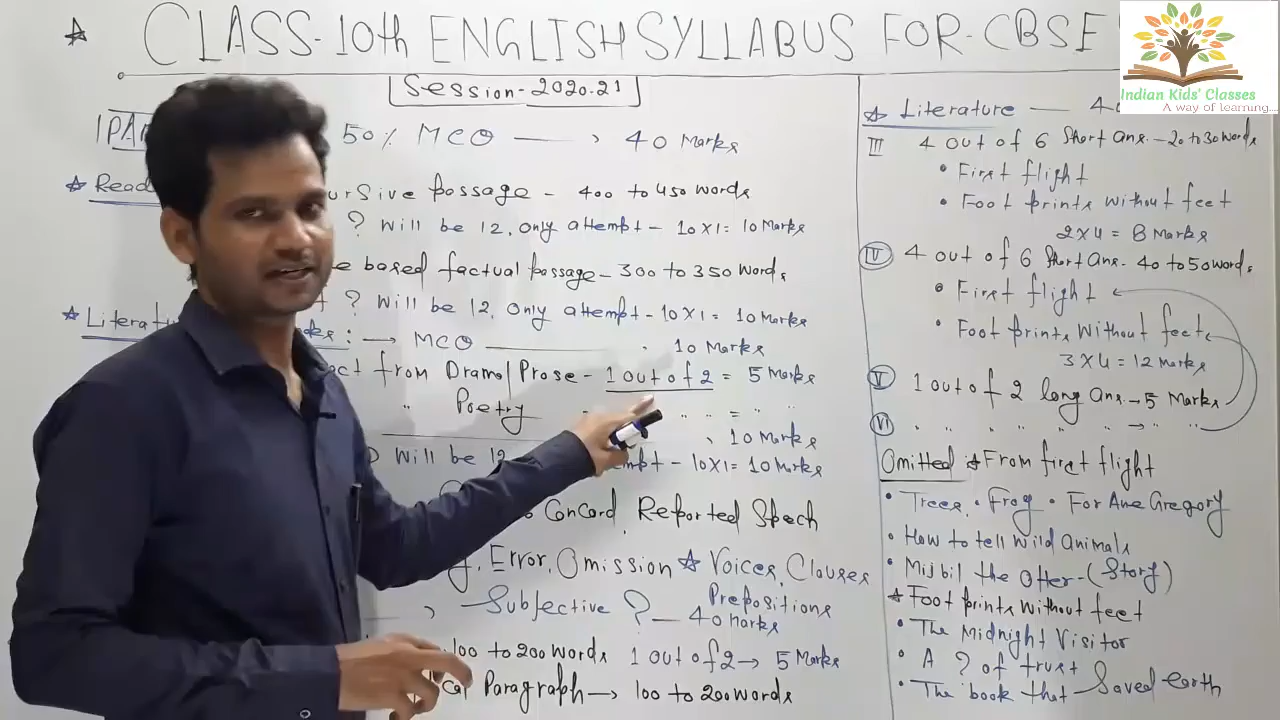 CLASS-10th ENGLISH SYLLABUS FOR-CBSE
Session-2020-21
50% MCQ 40 Marks
400 to 450 words
? Will be 12, Only attempt - 10X1= 10 Marks
based factual passage - 300 to 350 words
? Will be 12, Only attempt - 10X1= 10 Marks
MCQ 10 Marks
from Drama/Prose - 1 out of 2 = 5 Marks
" Poetry " " " = " "
10 Marks
Will be 12 - 10X1= 10 Marks
Concord Reported Spech
Error, Omission Voices, Clauses
Prepositions
Subjective ? - 40 Marks
100 to 200 words 1 out of 2 → 5 Marks
Paragraph → 100 to 200 words
Literature
III 4 out of 6 Short Ans. - 20 to 30 words
• First flight
• Foot prints without feet
2X4 = 8 Marks
IV 4 out of 6 Short Ans. 40 to 50 words
• First flight
• Foot prints without feet
3X4 = 12 Marks
V 1 out of 2 long Ans. → 5 Marks
VI " " " " " → " "
Omitted From first flight
• Trees. • Frog • For Ane Gregory
• How to tell wild animals
• Mijbil the Otter - (Story)
Foot prints without feet
• The Midnight Visitor
• A ? of trust
• The book that Saved earth
Indian Kids' Classes
A way of learning...